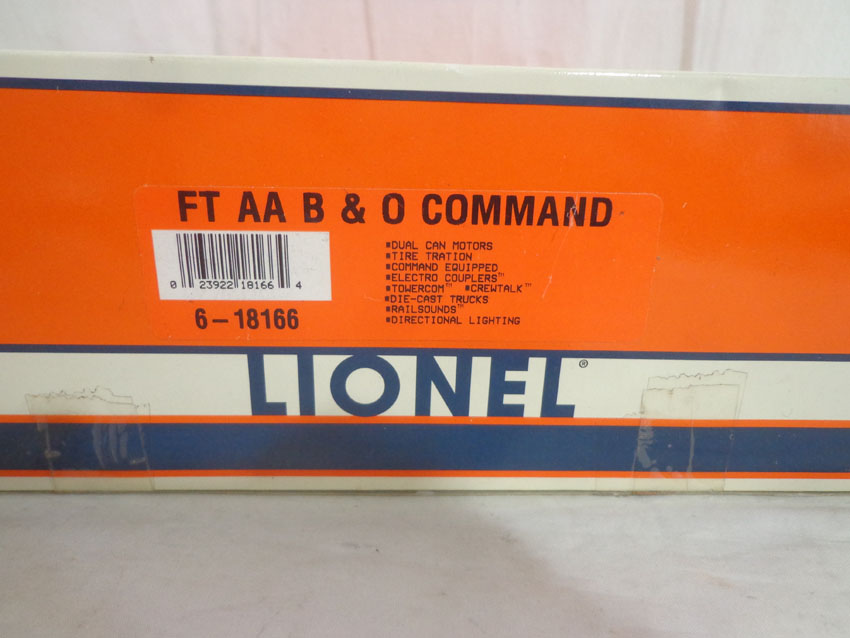 FT AA B & O COMMAND
*DUAL CAN MOTORS
*TIRE TRATION
*COMMAND EQUIPPED
*ELECTRO COUPLERS™
*TOWERCOM™ *CREWTALK™
*DIE-CAST TRUCKS
*RAILSOUNDS™
*DIRECTIONAL LIGHTING
0 23922 18166 4
6-18166
LIONEL®